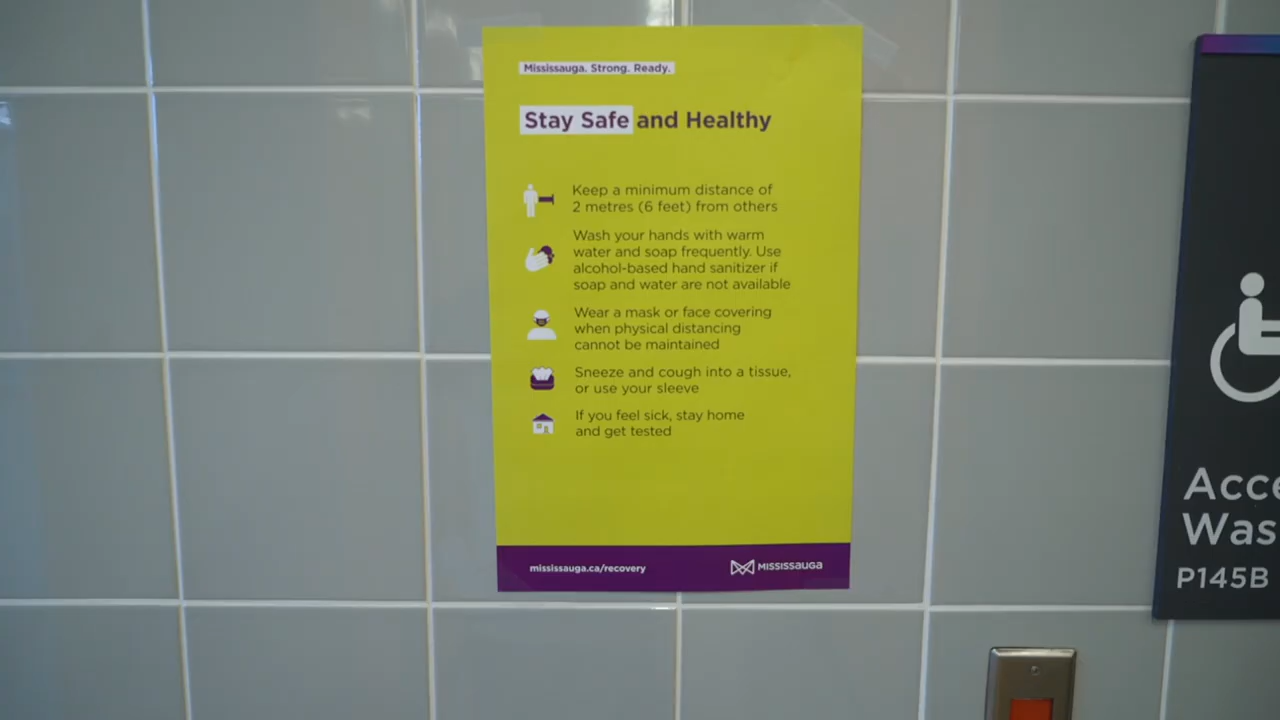 Mississauga. Strong. Ready.
Stay Safe and Healthy
Keep a minimum distance of
2 metres (6 feet) from others
Wash your hands with warm
water and soap frequently. Use
alcohol-based hand sanitizer if
soap and water are not available
Wear a mask or face covering
when physical distancing
cannot be maintained
Sneeze and cough into a tissue,
or use your sleeve
If you feel sick, stay home
and get tested
mississauga.ca/recovery
MISSISSAUGA
Acce
Was
P145B